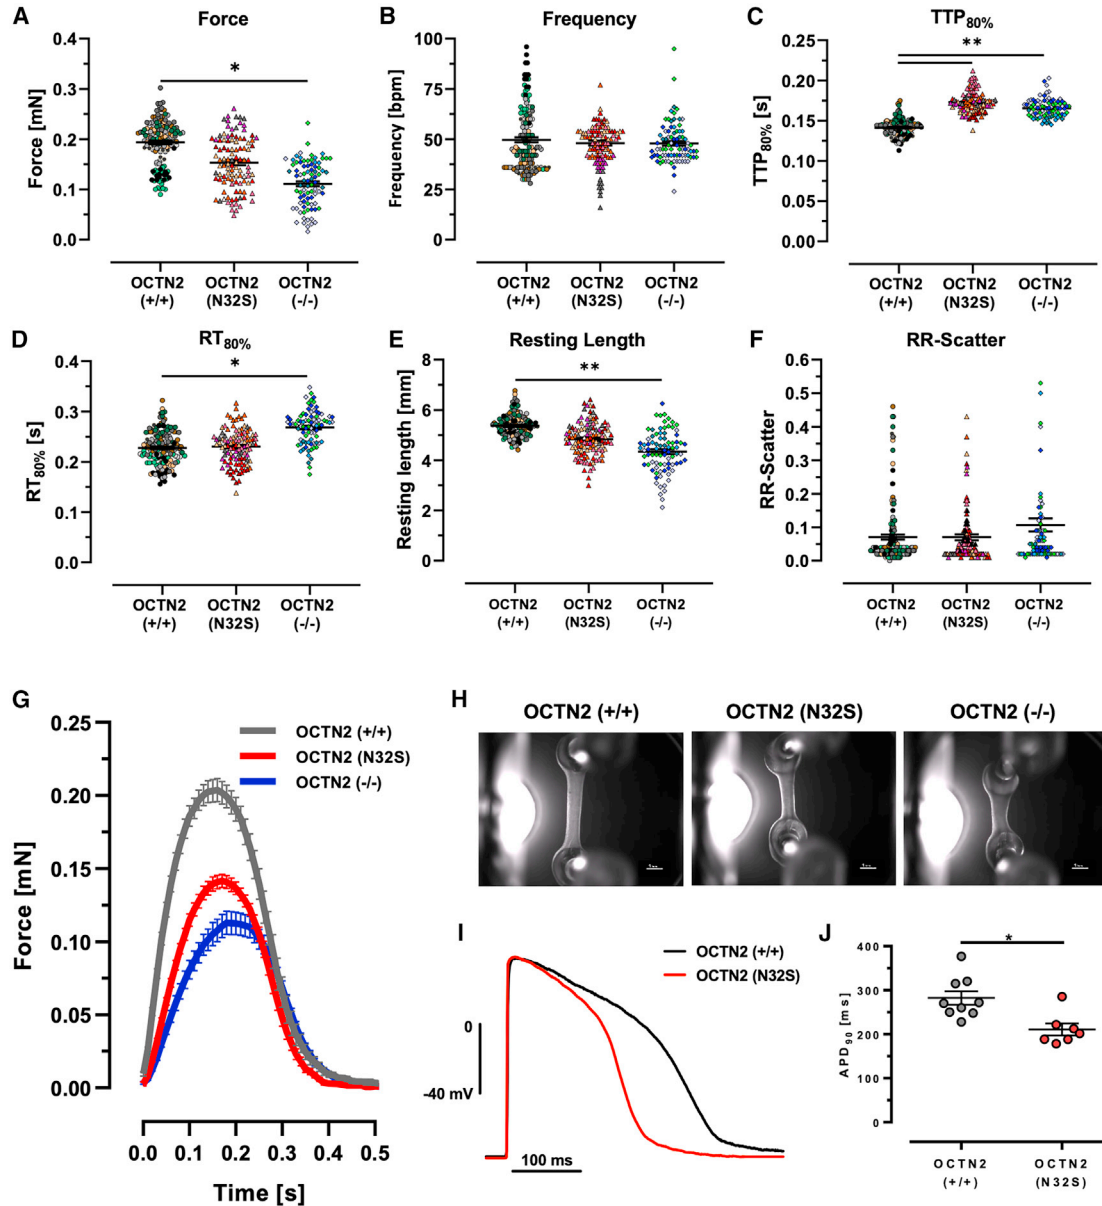 A
Force
*
Force [mN]
0.4
0.3
0.2
0.1
0.0
OCTN2
(+/+)
OCTN2
(N32S)
OCTN2
(-/-)
B
Frequency
Frequency [bpm]
100
75
50
25
0
OCTN2
(+/+)
OCTN2
(N32S)
OCTN2
(-/-)
C
TTP80%
**
TTP80% [s]
0.25
0.20
0.15
0.10
0.05
0.00
OCTN2
(+/+)
OCTN2
(N32S)
OCTN2
(-/-)
D
RT80%
*
RT80% [s]
0.4
0.3
0.2
0.1
0.0
OCTN2
(+/+)
OCTN2
(N32S)
OCTN2
(-/-)
E
Resting Length
**
Resting length [mm]
8
6
4
2
0
OCTN2
(+/+)
OCTN2
(N32S)
OCTN2
(-/-)
F
RR-Scatter
RR-Scatter
0.6
0.5
0.4
0.3
0.2
0.1
0.0
OCTN2
(+/+)
OCTN2
(N32S)
OCTN2
(-/-)
G
Force [mN]
0.25
0.20
0.15
0.10
0.05
0.00
OCTN2 (+/+)
OCTN2 (N32S)
OCTN2 (-/-)
0.0 0.1 0.2 0.3 0.4 0.5
Time [s]
H
OCTN2 (+/+)
OCTN2 (N32S)
OCTN2 (-/-)
I
OCTN2 (+/+)
OCTN2 (N32S)
0
-40 mV
100 ms
J
*
APD90 [ms]
400
300
200
100
0
OCTN2
(+/+)
OCTN2
(N32S)